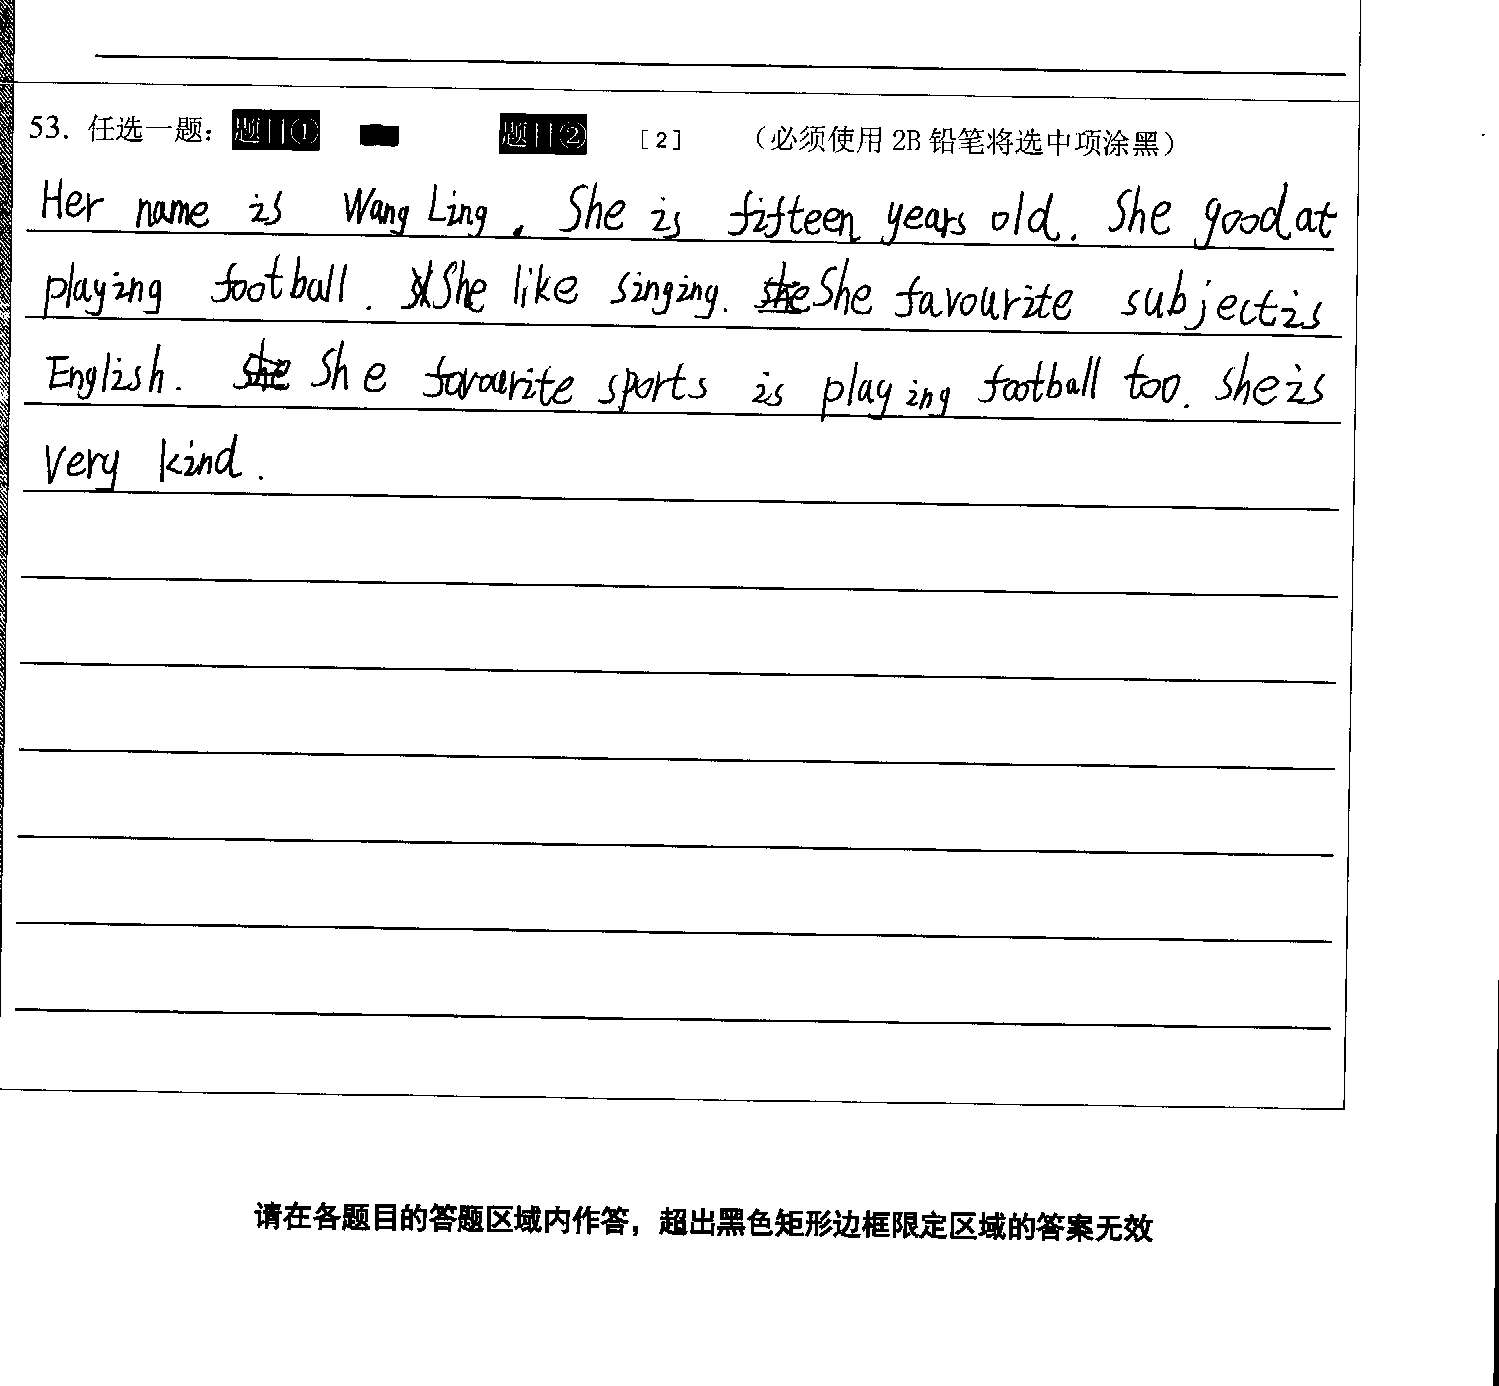 53. 任选一题: 题目① 题目② [2] (必须使用 2B 铅笔将选中项涂黑)
Her name is Wang Ling. She is fifteen years old. She good at
playing football. She like singing. She favourite subject is
English. She favourite sports is playing football too. She is
very kind.
请在各题目的答题区域内作答，超出黑色矩形边框限定区域的答案无效